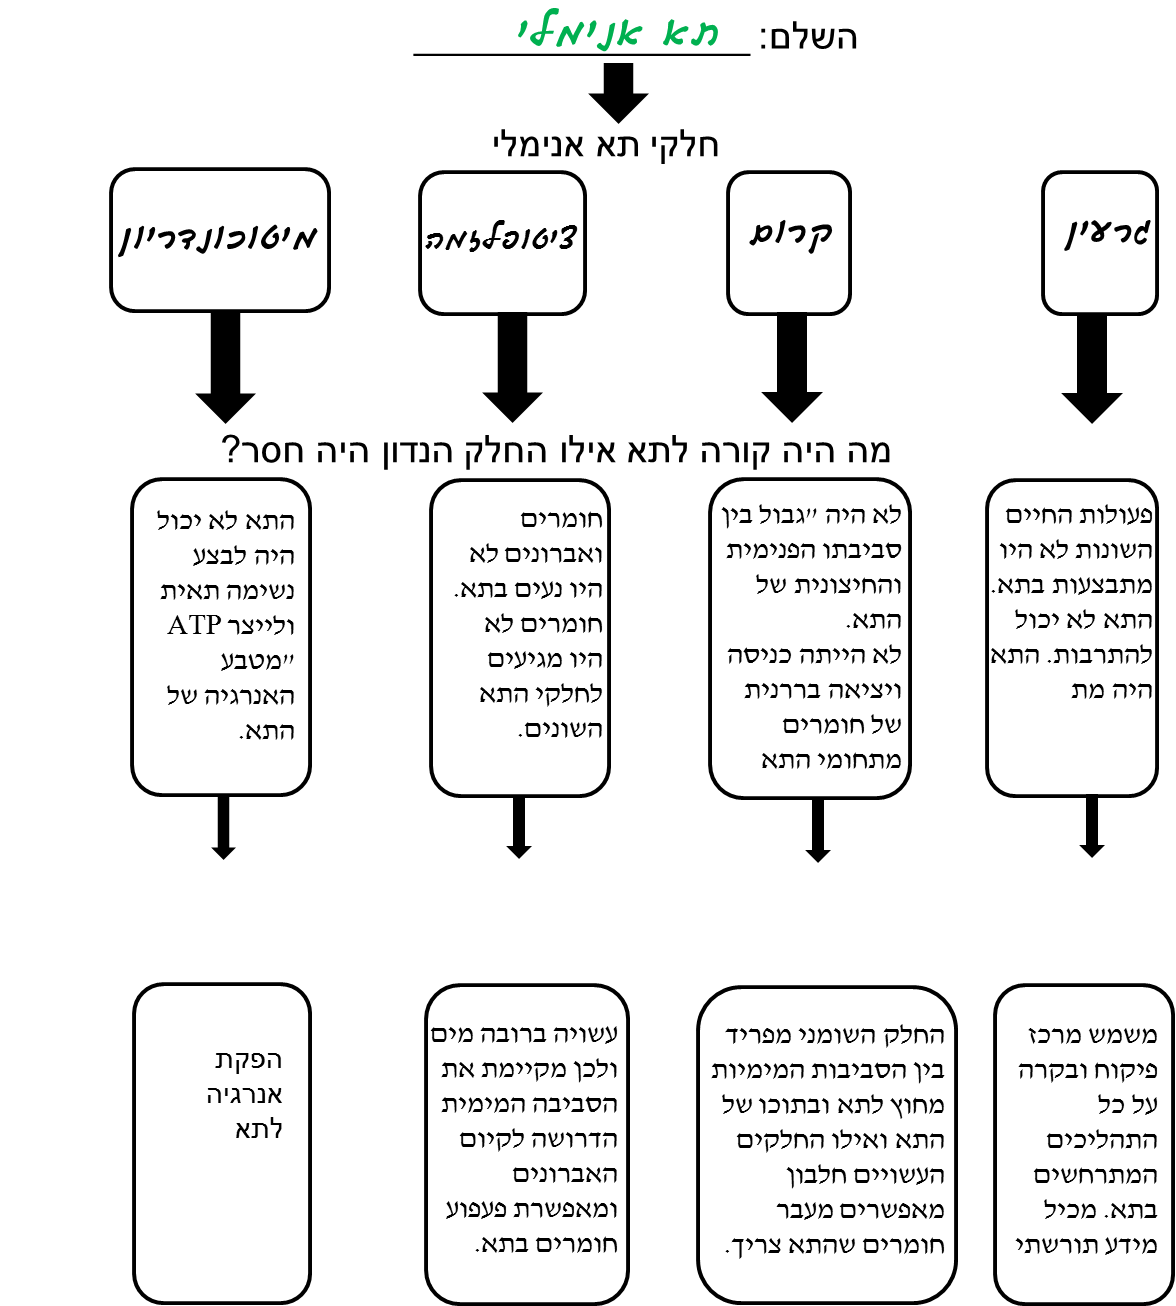 השלם: תא אנימלי
חלקי תא אנימלי
גרעין
קרום
ציטופלזמה
מיטוכונדריון
מה היה קורה לתא אילו החלק הנדון היה חסר?
פעולות החיים
השונות לא היו
מתבצעות בתא.
התא לא יכול
להתרבות. התא
היה מת
לא היה "גבול בין
סביבתו הפנימית
והחיצונית של
התא.
לא הייתה כניסה
ויציאה בררנית
של חומרים
מתחומי התא
חומרים
ואברונים לא
היו נעים בתא.
חומרים לא
היו מגיעים
לחלקי התא
השונים.
התא לא יכול
היה לבצע
נשימה תאית
ולייצר ATP
"מטבע
האנרגיה של
התא.
משמש מרכז
פיקוח ובקרה
על כל
התהליכים
המתרחשים
בתא. מכיל
מידע תורשתי
החלק השומני מפריד
בין הסביבות המימיות
מחוץ לתא ובתוכו של
התא ואילו החלקים
העשויים חלבון
מאפשרים מעבר
חומרים שהתא צריך.
עשויה ברובה מים
ולכן מקיימת את
הסביבה המימית
הדרושה לקיום
האברונים
ומאפשרת פעפוע
חומרים בתא.
הפקת
אנרגיה
לתא